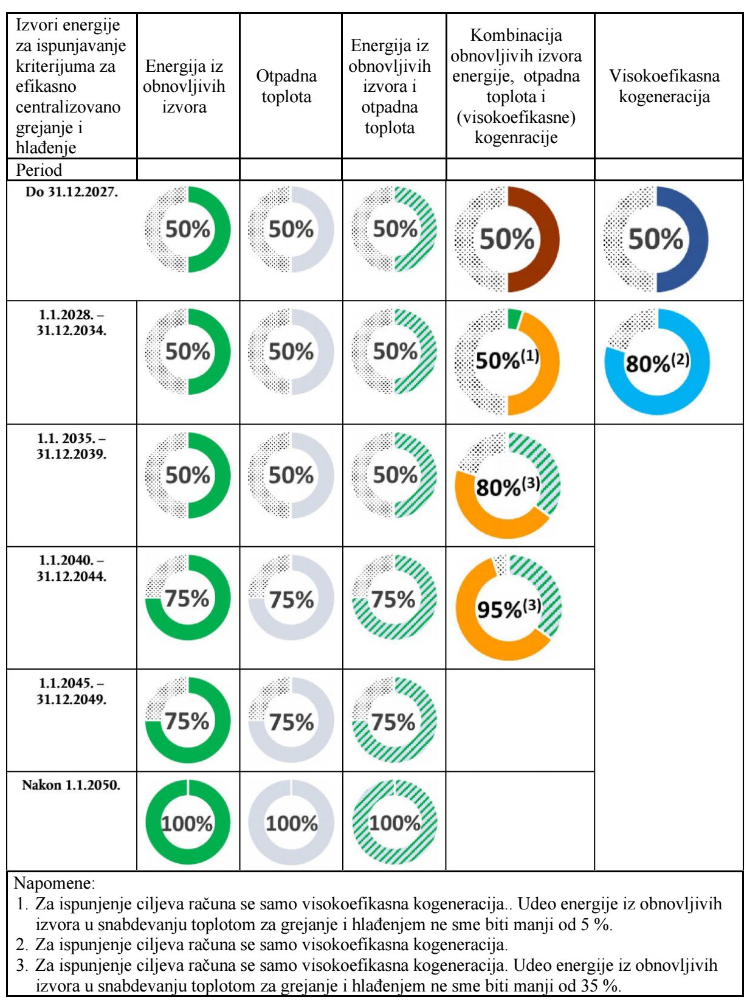 Izvori energije
za ispunjavanje
kriterijuma za
efikasno
centralizovano
grejanje i
hlađenje
Energija iz
obnovljivih
izvora
Otpadna
toplota
Energija iz
obnovljivih
izvora i
otpadna
toplota
Kombinacija
obnovljivih izvora
energije, otpadna
toplota i
(visokoefikasne)
kogenracije
Visokoefikasna
kogeneracija
Period
Do 31.12.2027.
50%
50%
50%
50%
50%
1.1.2028. –
31.12.2034.
50%
50%
50%
50%(1)
80%(2)
1.1. 2035. –
31.12.2039.
50%
50%
50%
80%(3)
1.1.2040. –
31.12.2044.
75%
75%
75%
95%(3)
1.1.2045. –
31.12.2049.
75%
75%
75%
Nakon 1.1.2050.
100%
100%
100%
Napomene:
1. Za ispunjenje ciljeva računa se samo visokoefikasna kogeneracija.. Udeo energije iz obnovljivih
izvora u snabdevanju toplotom za grejanje i hlađenjem ne sme biti manji od 5 %.
2. Za ispunjenje ciljeva računa se samo visokoefikasna kogeneracija.
3. Za ispunjenje ciljeva računa se samo visokoefikasna kogeneracija. Udeo energije iz obnovljivih
izvora u snabdevanju toplotom za grejanje i hlađenjem ne sme biti manji od 35 %.